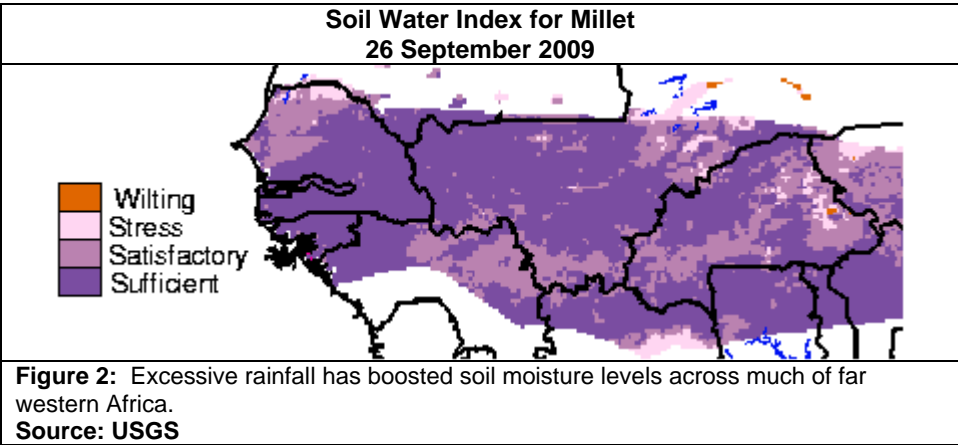 Soil Water Index for Millet
26 September 2009
Wilting
Stress
Satisfactory
Sufficient
Figure 2: Excessive rainfall has boosted soil moisture levels across much of far
western Africa.
Source: USGS